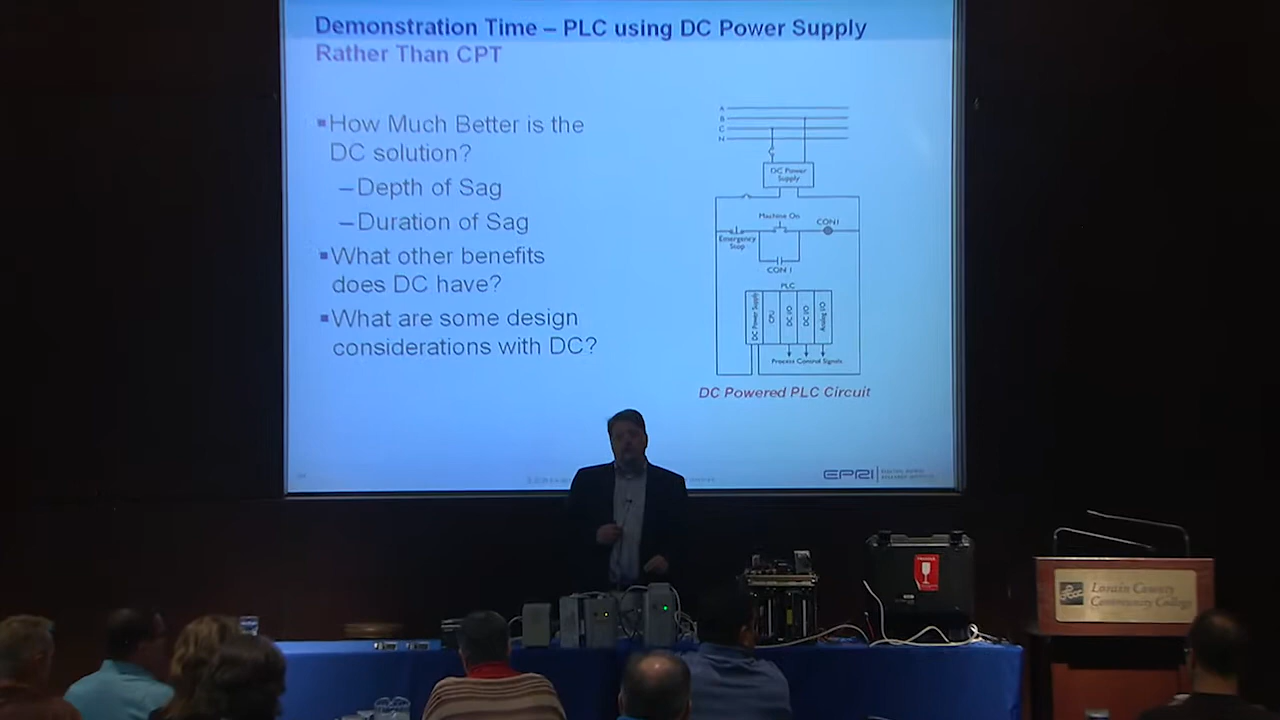 Demonstration Time – PLC using DC Power Supply
Rather Than CPT
▪How Much Better is the
DC solution?
–Depth of Sag
–Duration of Sag
▪What other benefits
does DC have?
▪What are some design
considerations with DC?
A
B
C
N
DC Power
Supply
Machine On
CON1
Emergency
Stop
CON 1
PLC
DC Power Supply
CPU
DC I/O
DC I/O
Analog I/O
Process Control Signals
DC Powered PLC Circuit
EPRI
Lorain County
Community College